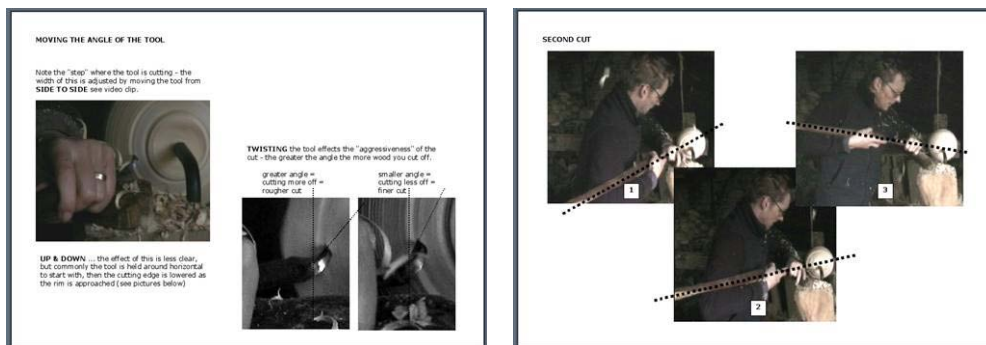 MOVING THE ANGLE OF THE TOOL
Note the "step" where the tool is cutting - the
width of this is adjusted by moving the tool from
SIDE TO SIDE see video clip.
TWISTING the tool effects the "aggressiveness" of the
cut - the greater the angle the more wood you cut off.
greater angle =
cutting more off =
rougher cut
smaller angle =
cutting less off =
finer cut
UP & DOWN ... the effect of this is less clear,
but commonly the tool is held around horizontal
to start with, then the cutting edge is lowered as
the rim is approached (see pictures below)
SECOND CUT
1
2
3